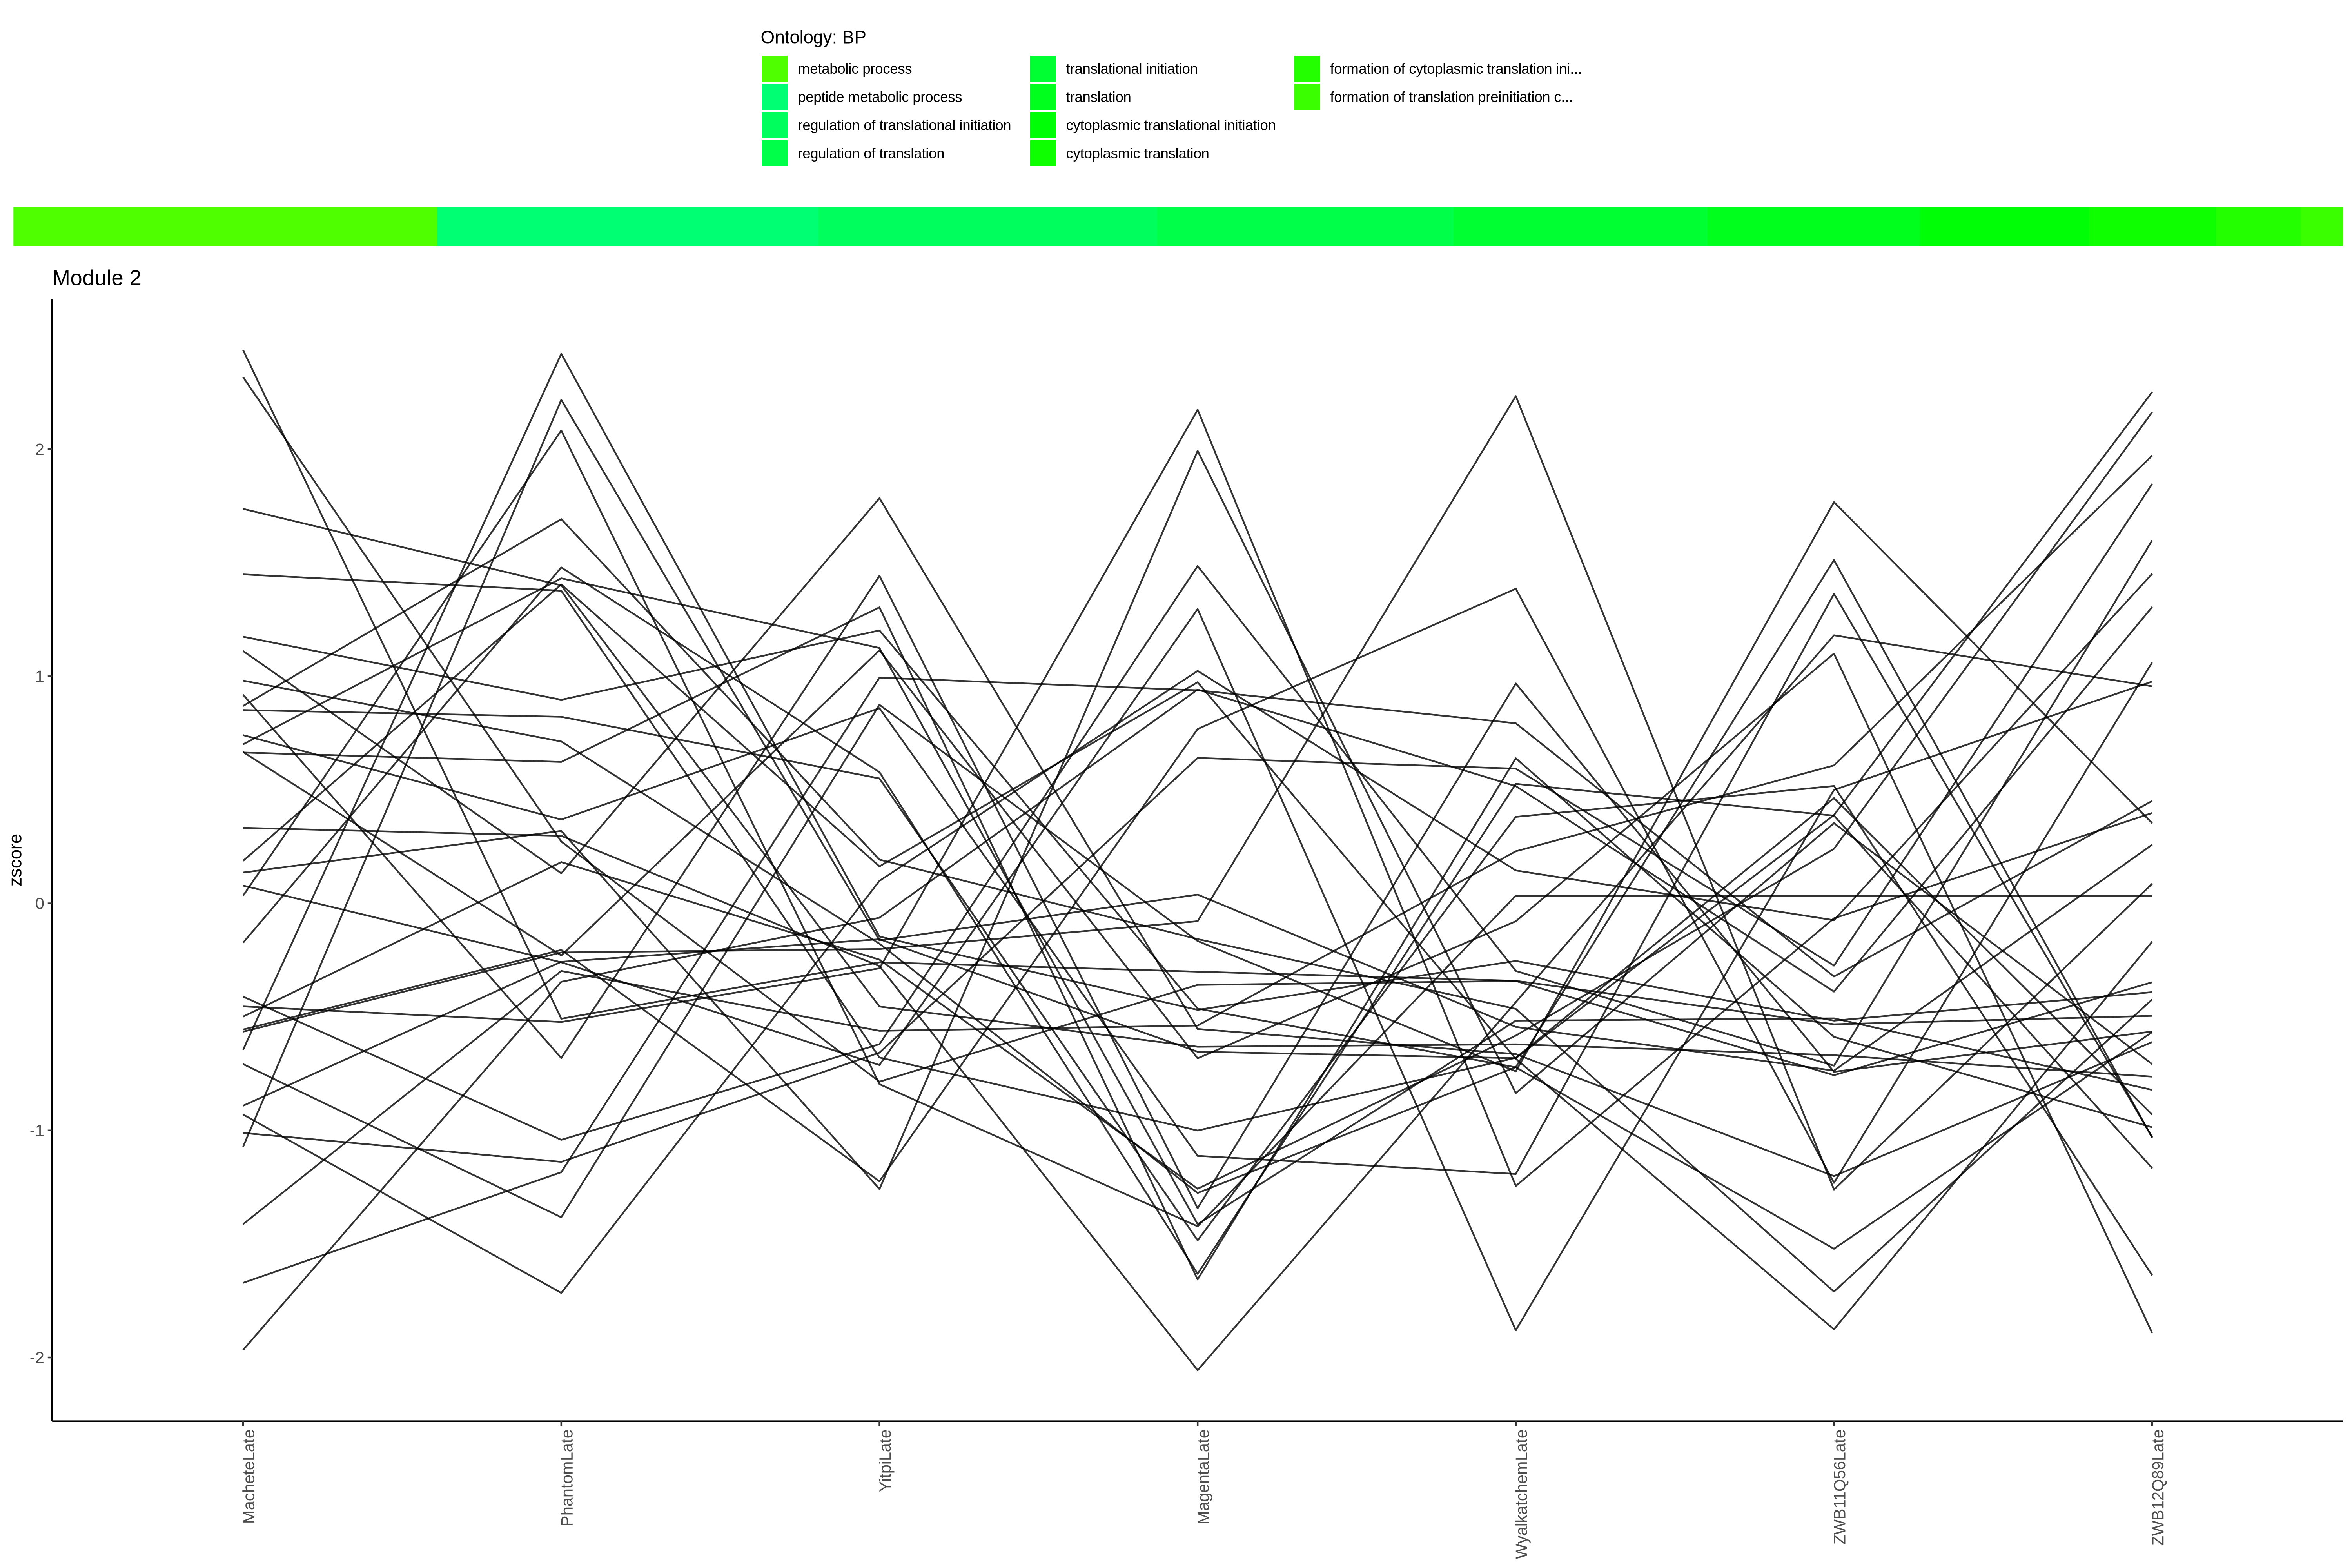 Ontology: BP
metabolic process
peptide metabolic process
regulation of translational initiation
regulation of translation
translational initiation
translation
cytoplasmic translational initiation
cytoplasmic translation
formation of cytoplasmic translation ini...
formation of translation preinitiation c...
Module 2
zscore
2
1
0
-1
-2
MacheteLate
PhantomLate
YitpiLate
MagentaLate
WyalkatchemLate
ZWB11Q56Late
ZWB12Q89Late